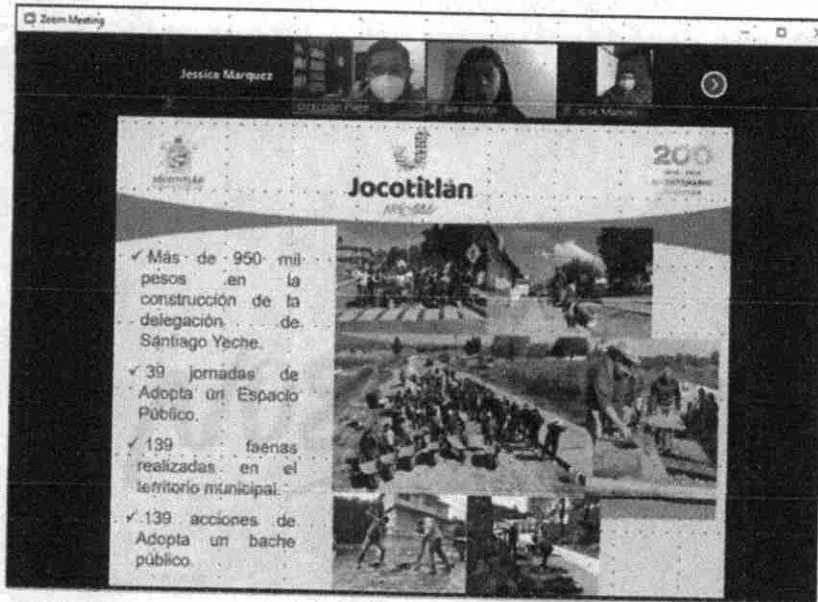 Zoom Meeting
Jessica Marquez
Jocotitlán
200
✓ Más de 950 mil
pesos en la
construcción de la
delegación de
Santiago Yeche.
✓ 39 jornadas de
Adopta un Espacio
Público.
✓ 139 faenas
realizadas en el
territorio municipal.
✓ 139 acciones de
Adopta un bache
público.